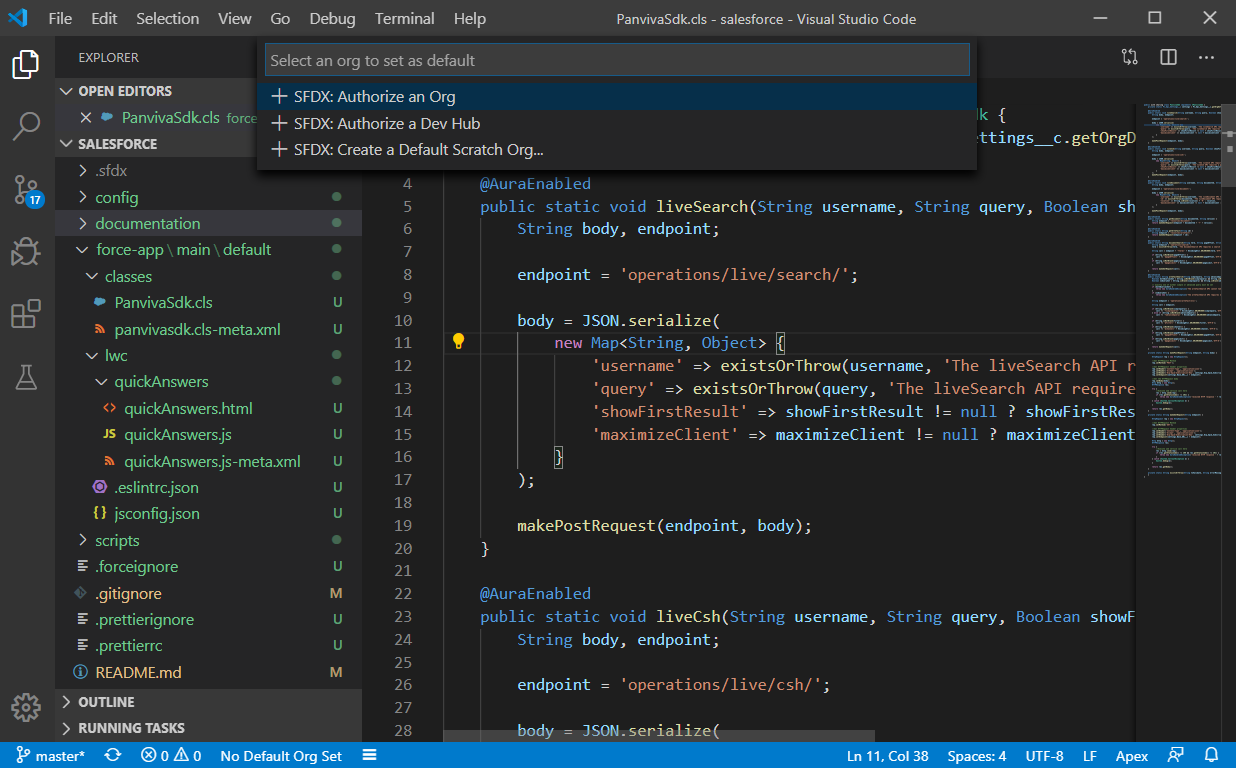 File Edit Selection View Go Debug Terminal Help PanvivaSdk.cls - salesforce - Visual Studio Code
EXPLORER
Select an org to set as default
SFDX: Authorize an Org
SFDX: Authorize a Dev Hub
SFDX: Create a Default Scratch Org...
OPEN EDITORS
PanvivaSdk.cls force
SALESFORCE
.sfdx
config
documentation
force-app\main\default
classes
PanvivaSdk.cls U
panvivasdk.cls-meta.xml U
lwc
quickAnswers
<> quickAnswers.html U
JS quickAnswers.js U
quickAnswers.js-meta.xml U
.eslintrc.json U
{} jsconfig.json U
scripts
.forceignore U
.gitignore M
.prettierignore U
.prettierrc U
README.md M
OUTLINE
RUNNING TASKS
17
dk {
ettings__c.getOrgD
4 @AuraEnabled
5 public static void liveSearch(String username, String query, Boolean sh
6 String body, endpoint;
7
8 endpoint = 'operations/live/search/';
9
10 body = JSON.serialize(
11 new Map<String, Object> {
12 'username' => existsOrThrow(username, 'The liveSearch API r
13 'query' => existsOrThrow(query, 'The liveSearch API require
14 'showFirstResult' => showFirstResult != null ? showFirstRes
15 'maximizeClient' => maximizeClient != null ? maximizeClient
16 }
17 );
18
19 makePostRequest(endpoint, body);
20 }
21
22 @AuraEnabled
23 public static void liveCsh(String username, String query, Boolean showF
24 String body, endpoint;
25
26 endpoint = 'operations/live/csh/';
27
28 body = JSON.serialize(
master* 0 0 No Default Org Set Ln 11, Col 38 Spaces: 4 UTF-8 LF Apex